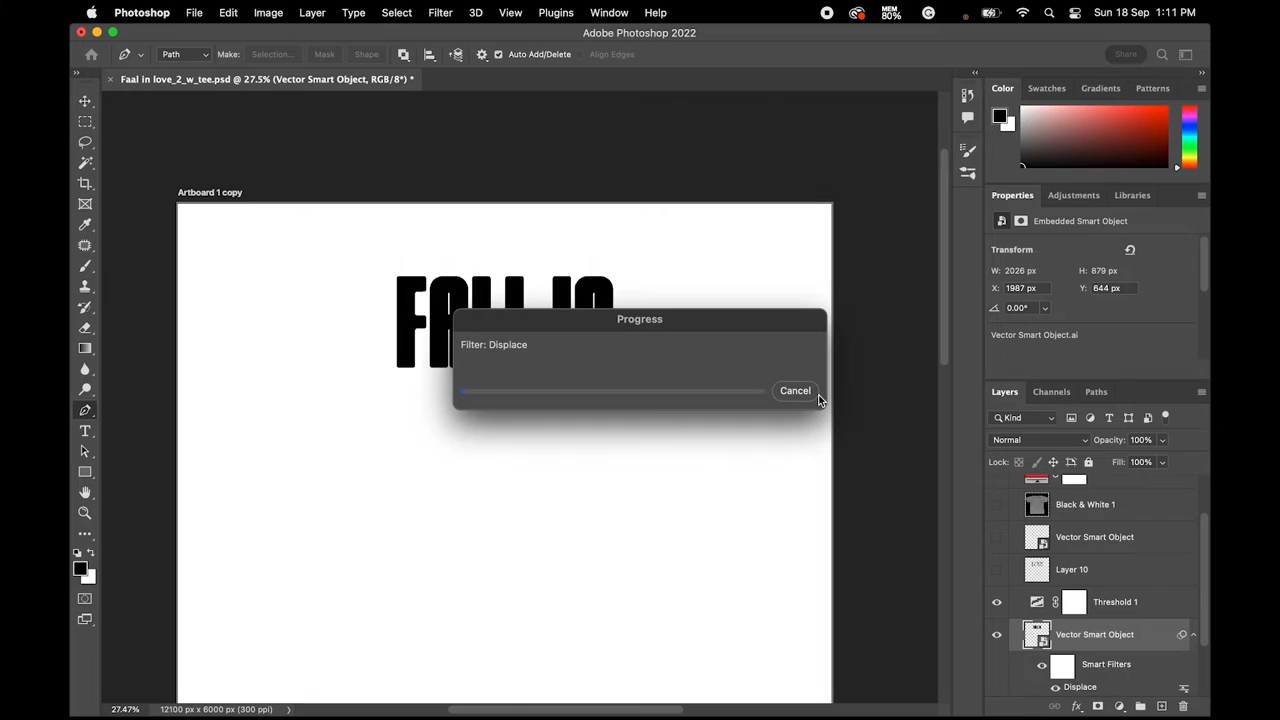 Photoshop File Edit Image Layer Type Select Filter 3D View Plugins Window Help MEM 80% Sun 18 Sep 1:11 PM
Adobe Photoshop 2022
Path Make: Selection... Mask Shape Auto Add/Delete Align Edges Share
Faal in love_2_w_tee.psd @ 27.5% (Vector Smart Object, RGB/8*) *
Color Swatches Gradients Patterns
Artboard 1 copy
Properties Adjustments Libraries
Embedded Smart Object
Transform
W: 2026 px H: 879 px
X: 1987 px Y: 644 px
0.00°
Vector Smart Object.ai
FAAL IN
Progress
Filter: Displace
Cancel
Layers Channels Paths
Kind
Normal Opacity: 100%
Lock: Fill: 100%
Black & White 1
Vector Smart Object
Layer 10
Threshold 1
Vector Smart Object
Smart Filters
Displace
27.47% 12100 px x 6000 px (300 ppi)